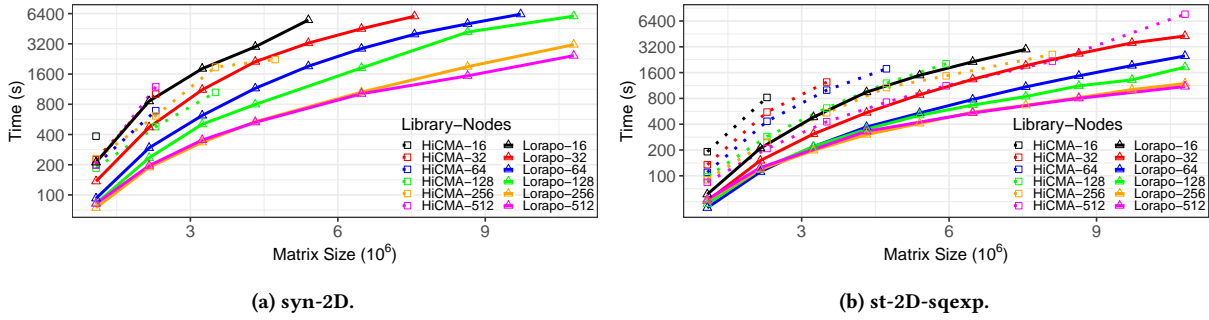 6400
3200
1600
800
400
200
100
Time (s)
3
6
9
Matrix Size (10⁶)
Library−Nodes
HiCMA−16 Lorapo−16
HiCMA−32 Lorapo−32
HiCMA−64 Lorapo−64
HiCMA−128 Lorapo−128
HiCMA−256 Lorapo−256
HiCMA−512 Lorapo−512
(a) syn-2D.
6400
3200
1600
800
400
200
100
Time (s)
3
6
9
Matrix Size (10⁶)
Library−Nodes
HiCMA−16 Lorapo−16
HiCMA−32 Lorapo−32
HiCMA−64 Lorapo−64
HiCMA−128 Lorapo−128
HiCMA−256 Lorapo−256
HiCMA−512 Lorapo−512
(b) st-2D-sqexp.